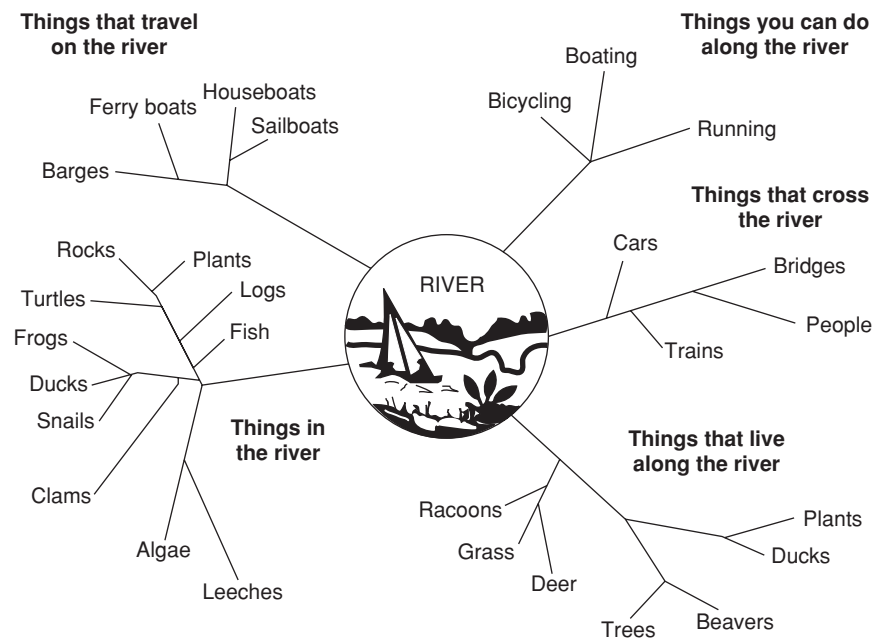 Things that travel
on the river
Houseboats
Ferry boats
Sailboats
Barges
Things you can do
along the river
Boating
Bicycling
Running
Things that cross
the river
Cars
Bridges
People
Trains
RIVER
Rocks
Plants
Turtles
Logs
Frogs
Fish
Ducks
Snails
Things in
the river
Clams
Algae
Leeches
Things that live
along the river
Racoons
Grass
Deer
Plants
Ducks
Beavers
Trees